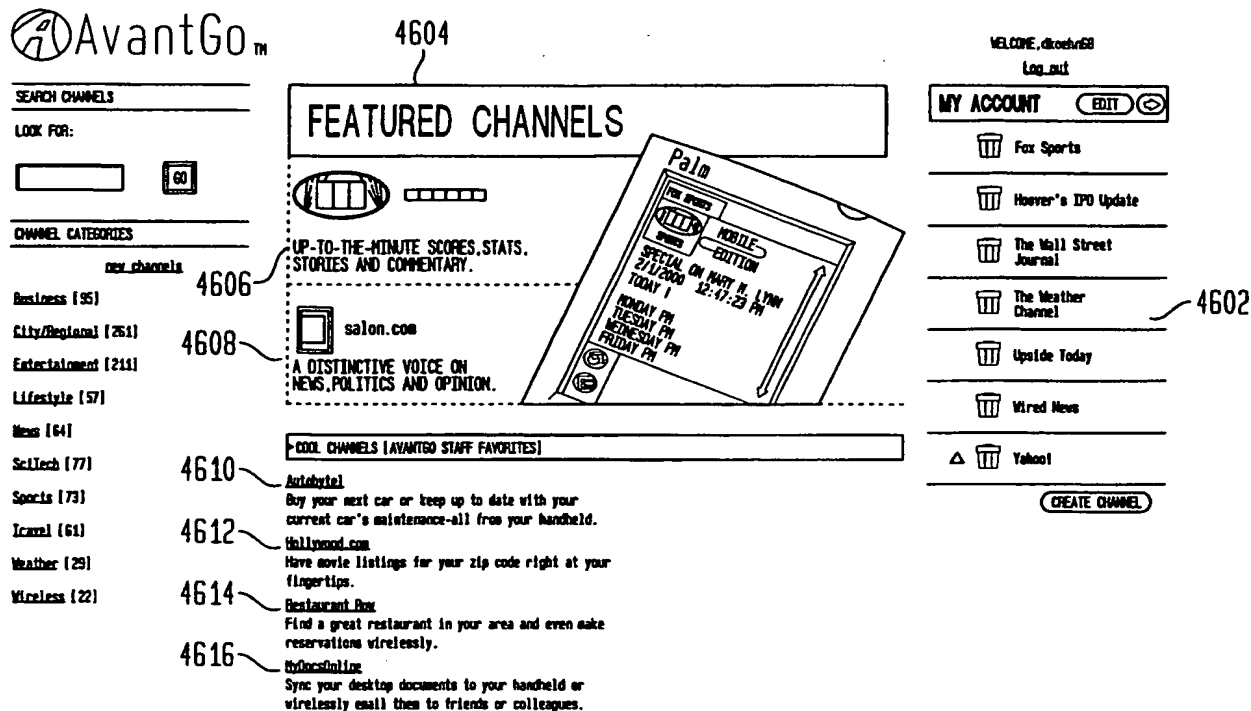 AvantGo TM
SEARCH CHANNELS
LOOK FOR:
GO
CHANNEL CATEGORIES
new channels
Business [95]
City/Regional [261]
Entertainment [211]
Lifestyle [57]
News [64]
SciTech [77]
Sports [73]
Travel [61]
Weather [29]
Wireless [22]
4604
FEATURED CHANNELS
4606
UP-TO-THE-MINUTE SCORES,STATS,
STORIES AND COMMENTARY.
4608
salon.com
A DISTINCTIVE VOICE ON
NEWS,POLITICS AND OPINION.
Palm
FOX SPORTS
SPORTS
MOBILE
EDITION
SPECIAL ON MARY M. LYNN
2/1/2000 12:47:23 PM
TODAY !
MONDAY PM
TUESDAY PM
WEDNESDAY PM
FRIDAY PM
COOL CHANNELS [AVANTGO STAFF FAVORITES]
4610
Autobytel
Buy your next car or keep up to date with your
current car's maintenance-all from your handheld.
4612
Hollywood.com
Have movie listings for your zip code right at your
fingertips.
4614
Restaurant Row
Find a great restaurant in your area and even make
reservations wirelessly.
4616
MyDocsOnline
Sync your desktop documents to your handheld or
wirelessly email them to friends or colleagues.
WELCOME,dkoehn68
Log out
MY ACCOUNT
EDIT
Fox Sports
Hoover's IPO Update
The Wall Street
Journal
The Weather
Channel
4602
Upside Today
Wired News
Yahoo!
CREATE CHANNEL